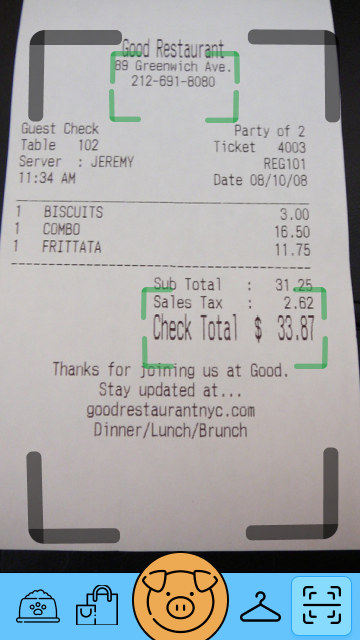 Good Restaurant
89 Greenwich Ave.
212-691-8080
Guest Check Party of 2
Table 102 Ticket 4003
Server : JEREMY REG101
11:34 AM Date 08/10/08
1 BISCUITS 3.00
1 COMBO 16.50
1 FRITTATA 11.75
Sub Total : 31.25
Sales Tax : 2.62
Check Total $ 33.87
Thanks for joining us at Good.
Stay updated at...
goodrestaurantnyc.com
Dinner/Lunch/Brunch